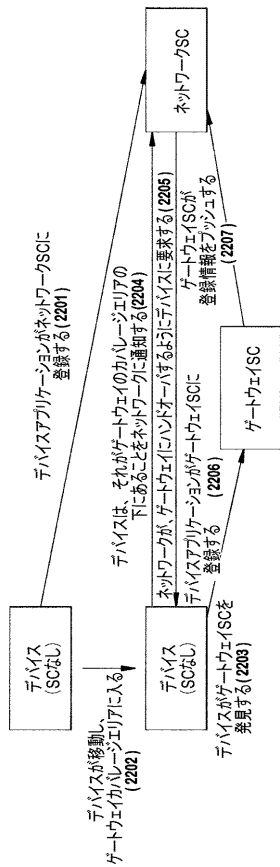 デバイスアプリケーションがネットワークSCに
登録する(2201)
デバイス
(SCなし)
ネットワークSC
デバイスが移動し、
ゲートウェイカバレージエリアに入る
(2202)
デバイスは、それがゲートウェイのカバレージエリアの
下にあることをネットワークに通知する(2204)
ネットワークが、ゲートウェイにハンドオーバするようにデバイスに要求する(2205)
デバイス
(SCなし)
デバイスアプリケーションがゲートウェイSCに
登録する
(2206)
ゲートウェイSCが
登録情報をプッシュする
(2207)
デバイスがゲートウェイSCを
発見する(2203)
ゲートウェイSC